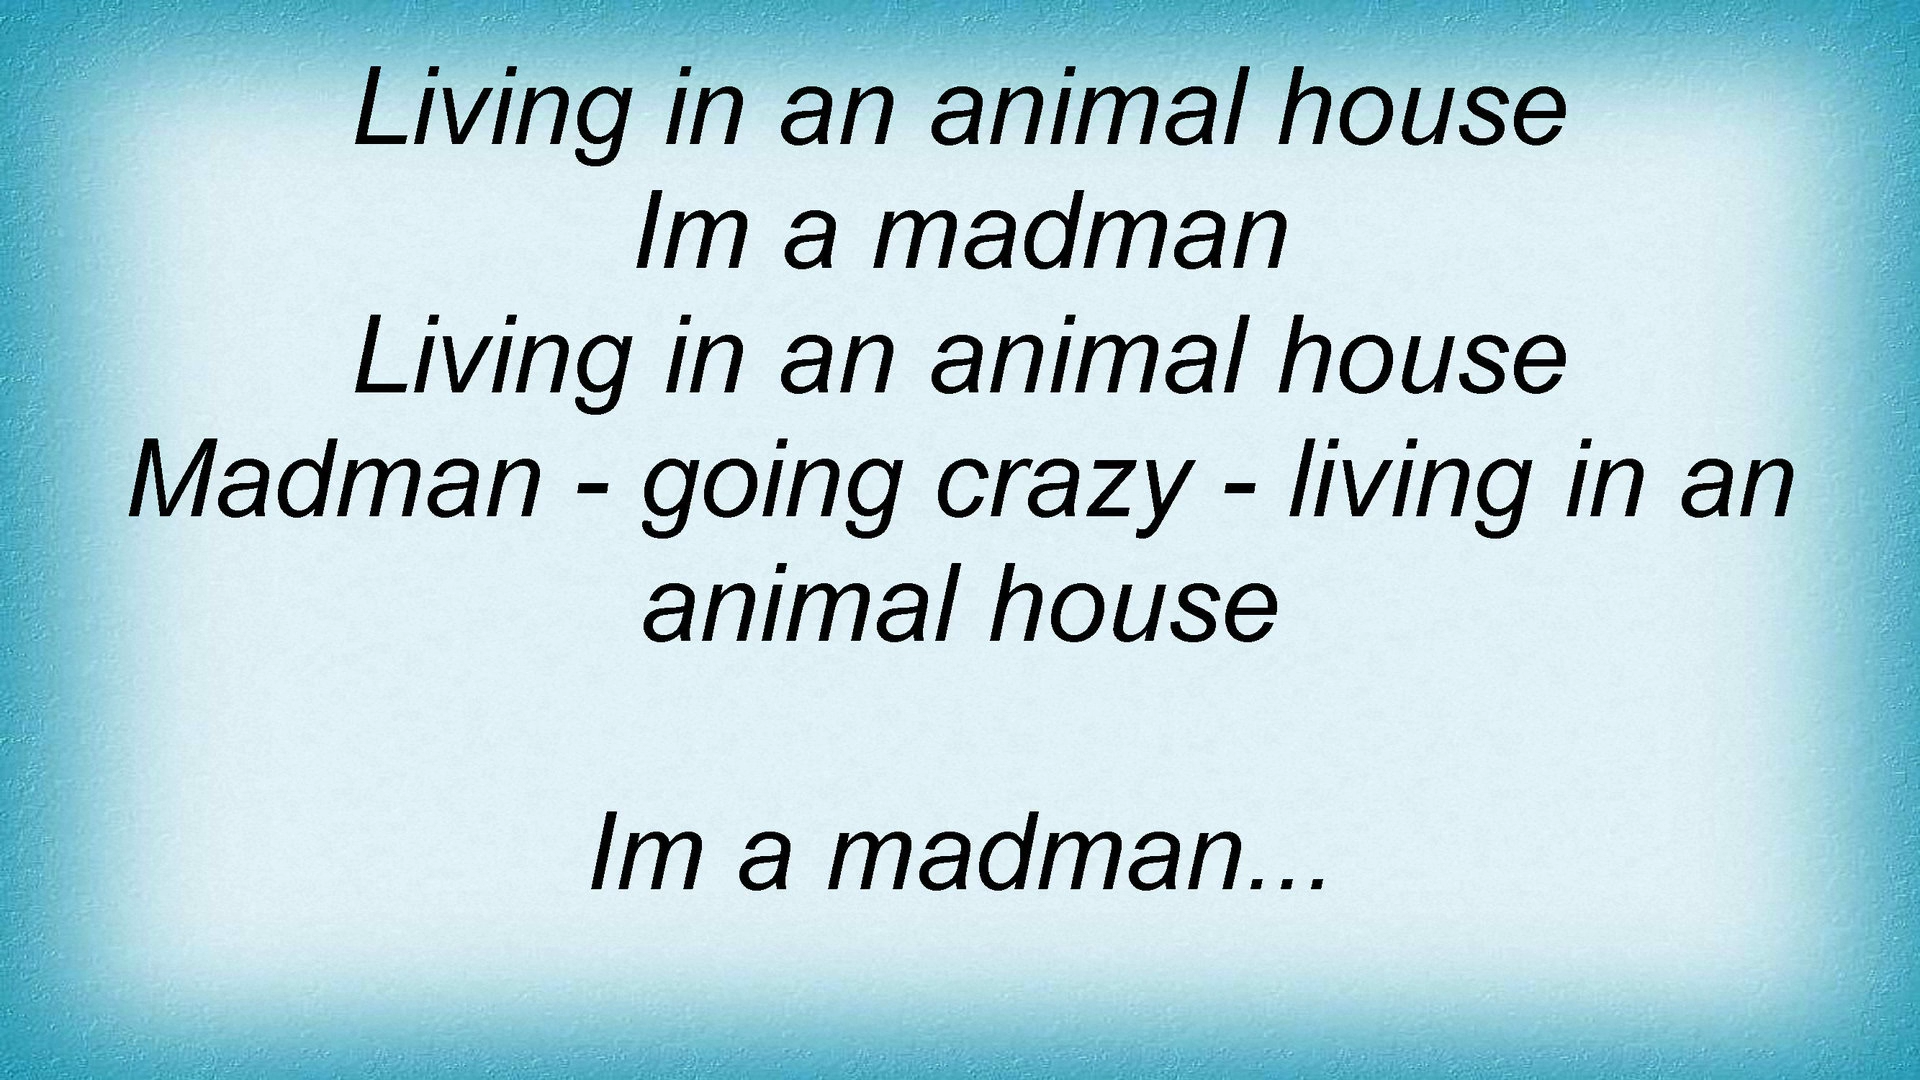 Living in an animal house
Im a madman
Living in an animal house
Madman - going crazy - living in an
animal house
Im a madman...